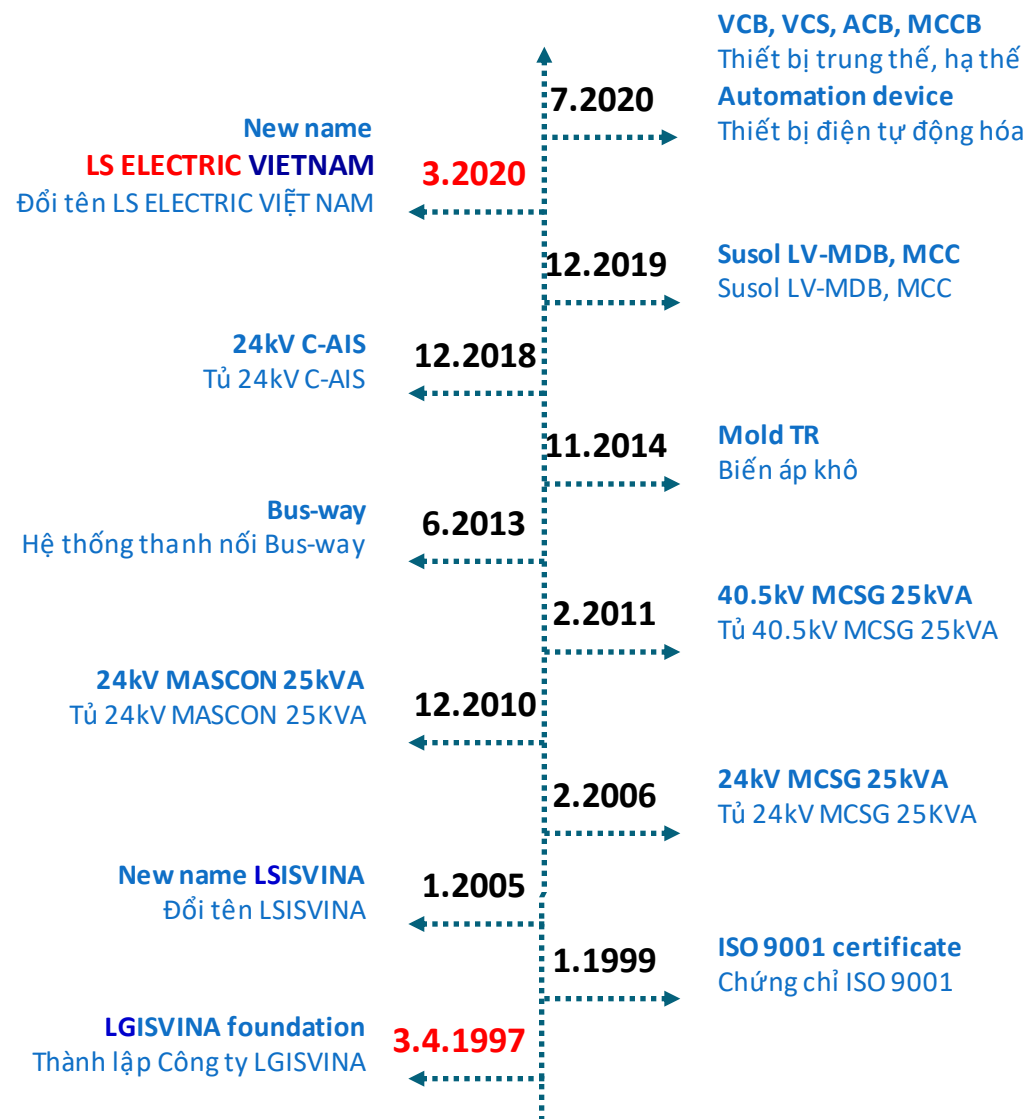 VCB, VCS, ACB, MCCB
Thiết bị trung thế, hạ thế
7.2020
Automation device
Thiết bị điện tự động hóa
New name
LS ELECTRIC VIETNAM
3.2020
Đổi tên LS ELECTRIC VIỆT NAM
12.2019
Susol LV-MDB, MCC
Susol LV-MDB, MCC
24kV C-AIS
12.2018
Tủ 24kV C-AIS
11.2014
Mold TR
Biến áp khô
Bus-way
6.2013
Hệ thống thanh nối Bus-way
2.2011
40.5kV MCSG 25kVA
Tủ 40.5kV MCSG 25kVA
24kV MASCON 25kVA
12.2010
Tủ 24kV MASCON 25KVA
2.2006
24kV MCSG 25kVA
Tủ 24kV MCSG 25KVA
New name LSISVINA
1.2005
Đổi tên LSISVINA
1.1999
ISO 9001 certificate
Chứng chỉ ISO 9001
LGISVINA foundation
3.4.1997
Thành lập Công ty LGISVINA